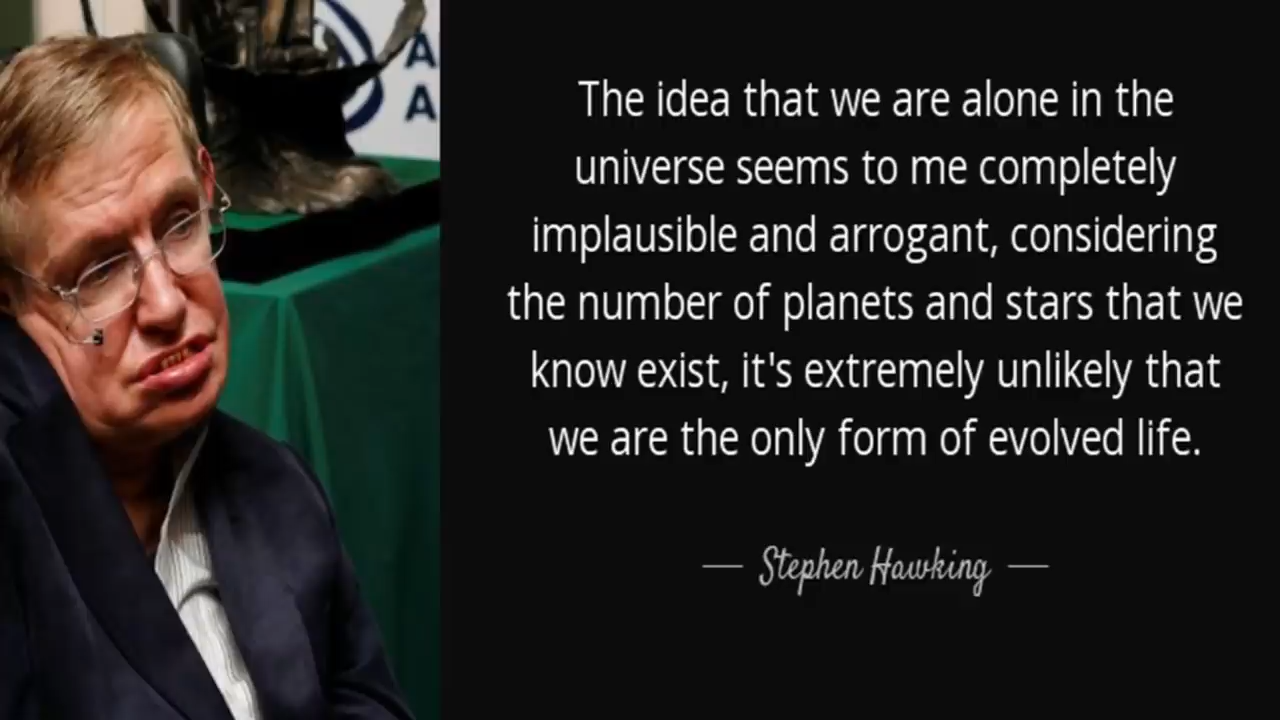 A
A
The idea that we are alone in the
universe seems to me completely
implausible and arrogant, considering
the number of planets and stars that we
know exist, it's extremely unlikely that
we are the only form of evolved life.
— Stephen Hawking —